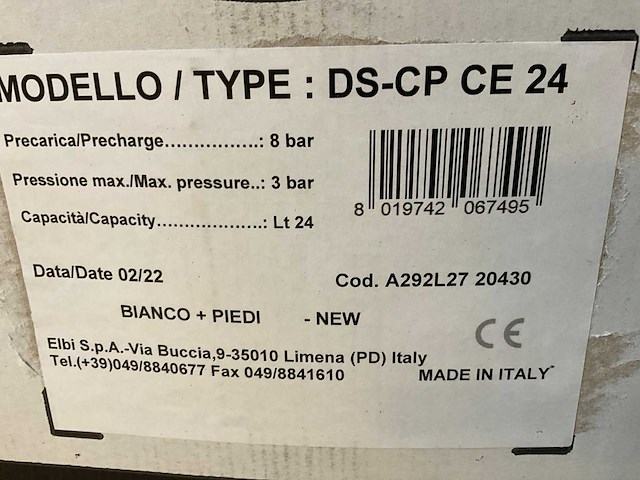 MODELLO / TYPE : DS-CP CE 24
Precarica/Precharge................: 8 bar
Pressione max./Max. pressure..: 3 bar
Capacità/Capacity..................: Lt 24
8 019742 067495
Data/Date 02/22
Cod. A292L27 20430
BIANCO + PIEDI - NEW
CE
Elbi S.p.A.-Via Buccia,9-35010 Limena (PD) Italy
Tel.(+39)049/8840677 Fax 049/8841610
MADE IN ITALY